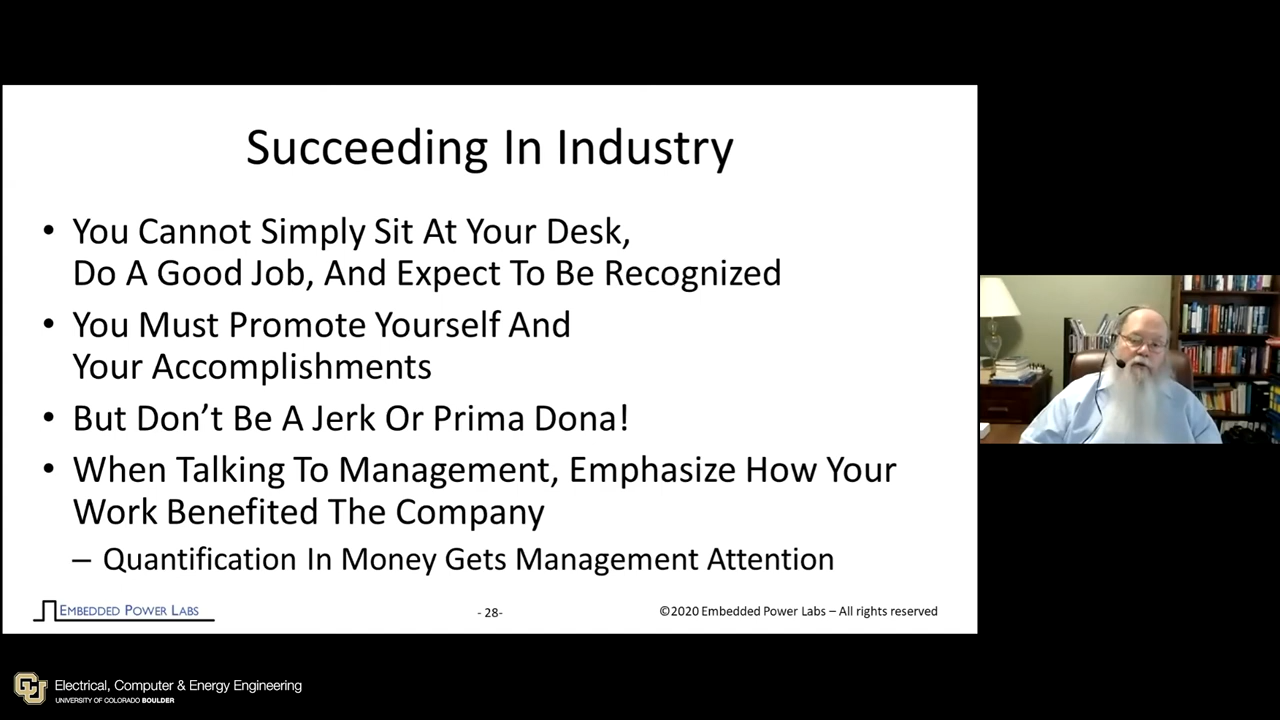 Succeeding In Industry
• You Cannot Simply Sit At Your Desk,
Do A Good Job, And Expect To Be Recognized
• You Must Promote Yourself And
Your Accomplishments
• But Don't Be A Jerk Or Prima Dona!
• When Talking To Management, Emphasize How Your
Work Benefited The Company
– Quantification In Money Gets Management Attention
EMBEDDED POWER LABS
- 28-
©2020 Embedded Power Labs – All rights reserved
CU
Electrical, Computer & Energy Engineering
UNIVERSITY OF COLORADO BOULDER